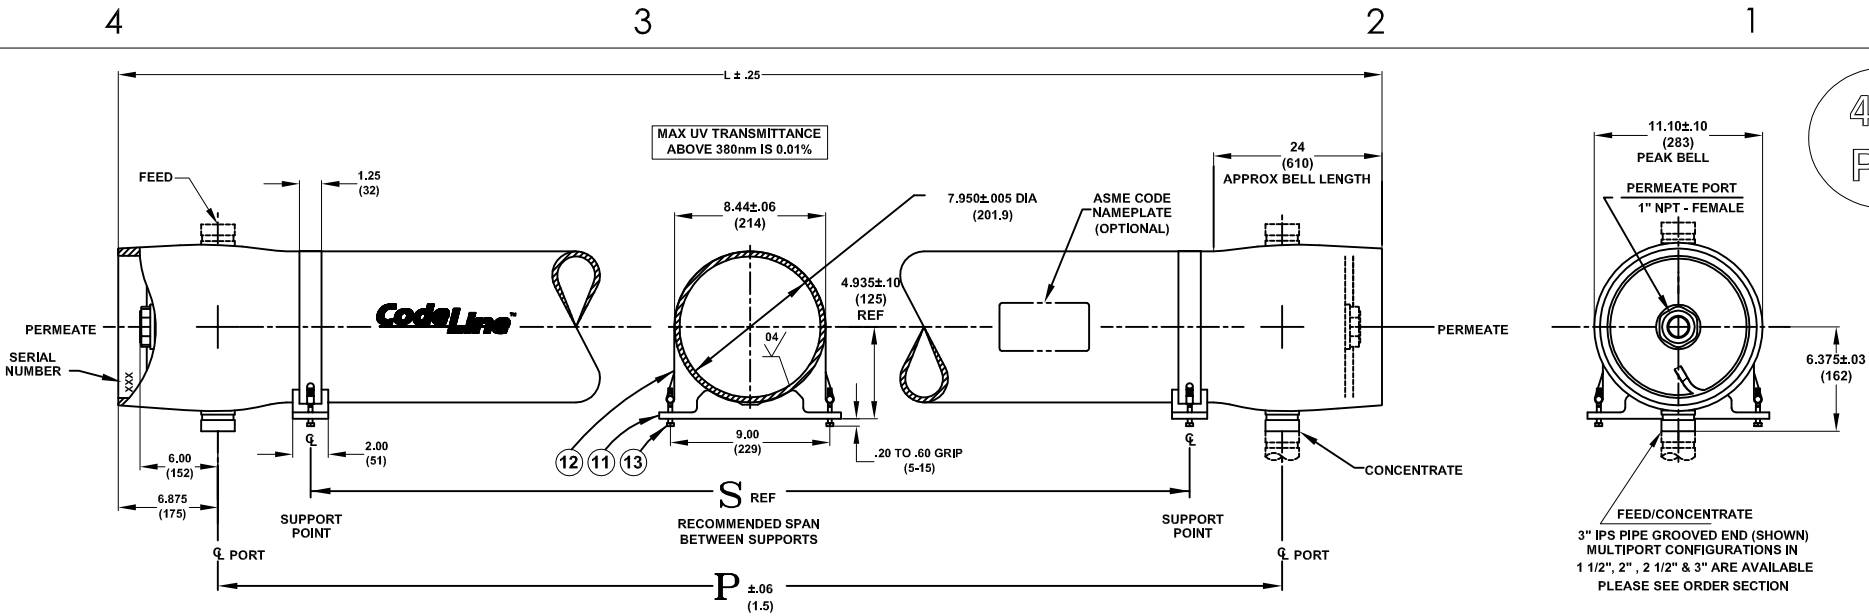 4
3
2
1
L ± .25
MAX UV TRANSMITTANCE
ABOVE 380nm IS 0.01%
FEED
1.25
(32)
8.44±.06
(214)
7.950±.005 DIA
(201.9)
ASME CODE
NAMEPLATE
(OPTIONAL)
24
(610)
APPROX BELL LENGTH
11.10±.10
(283)
PEAK BELL
PERMEATE PORT
1" NPT - FEMALE
4.935±.10
(125)
REF
CodeLine™
04
PERMEATE
PERMEATE
SERIAL
NUMBER
XXX
6.375±.03
(162)
6.00
(152)
6.875
(175)
2.00
(51)
12
11
13
9.00
(229)
.20 TO .60 GRIP
(5-15)
CONCENTRATE
S REF
RECOMMENDED SPAN
BETWEEN SUPPORTS
SUPPORT
POINT
SUPPORT
POINT
℄ PORT
℄ PORT
P ±.06
(1.5)
FEED/CONCENTRATE
3" IPS PIPE GROOVED END (SHOWN)
MULTIPORT CONFIGURATIONS IN
1 1/2", 2" , 2 1/2" & 3" ARE AVAILABLE
PLEASE SEE ORDER SECTION